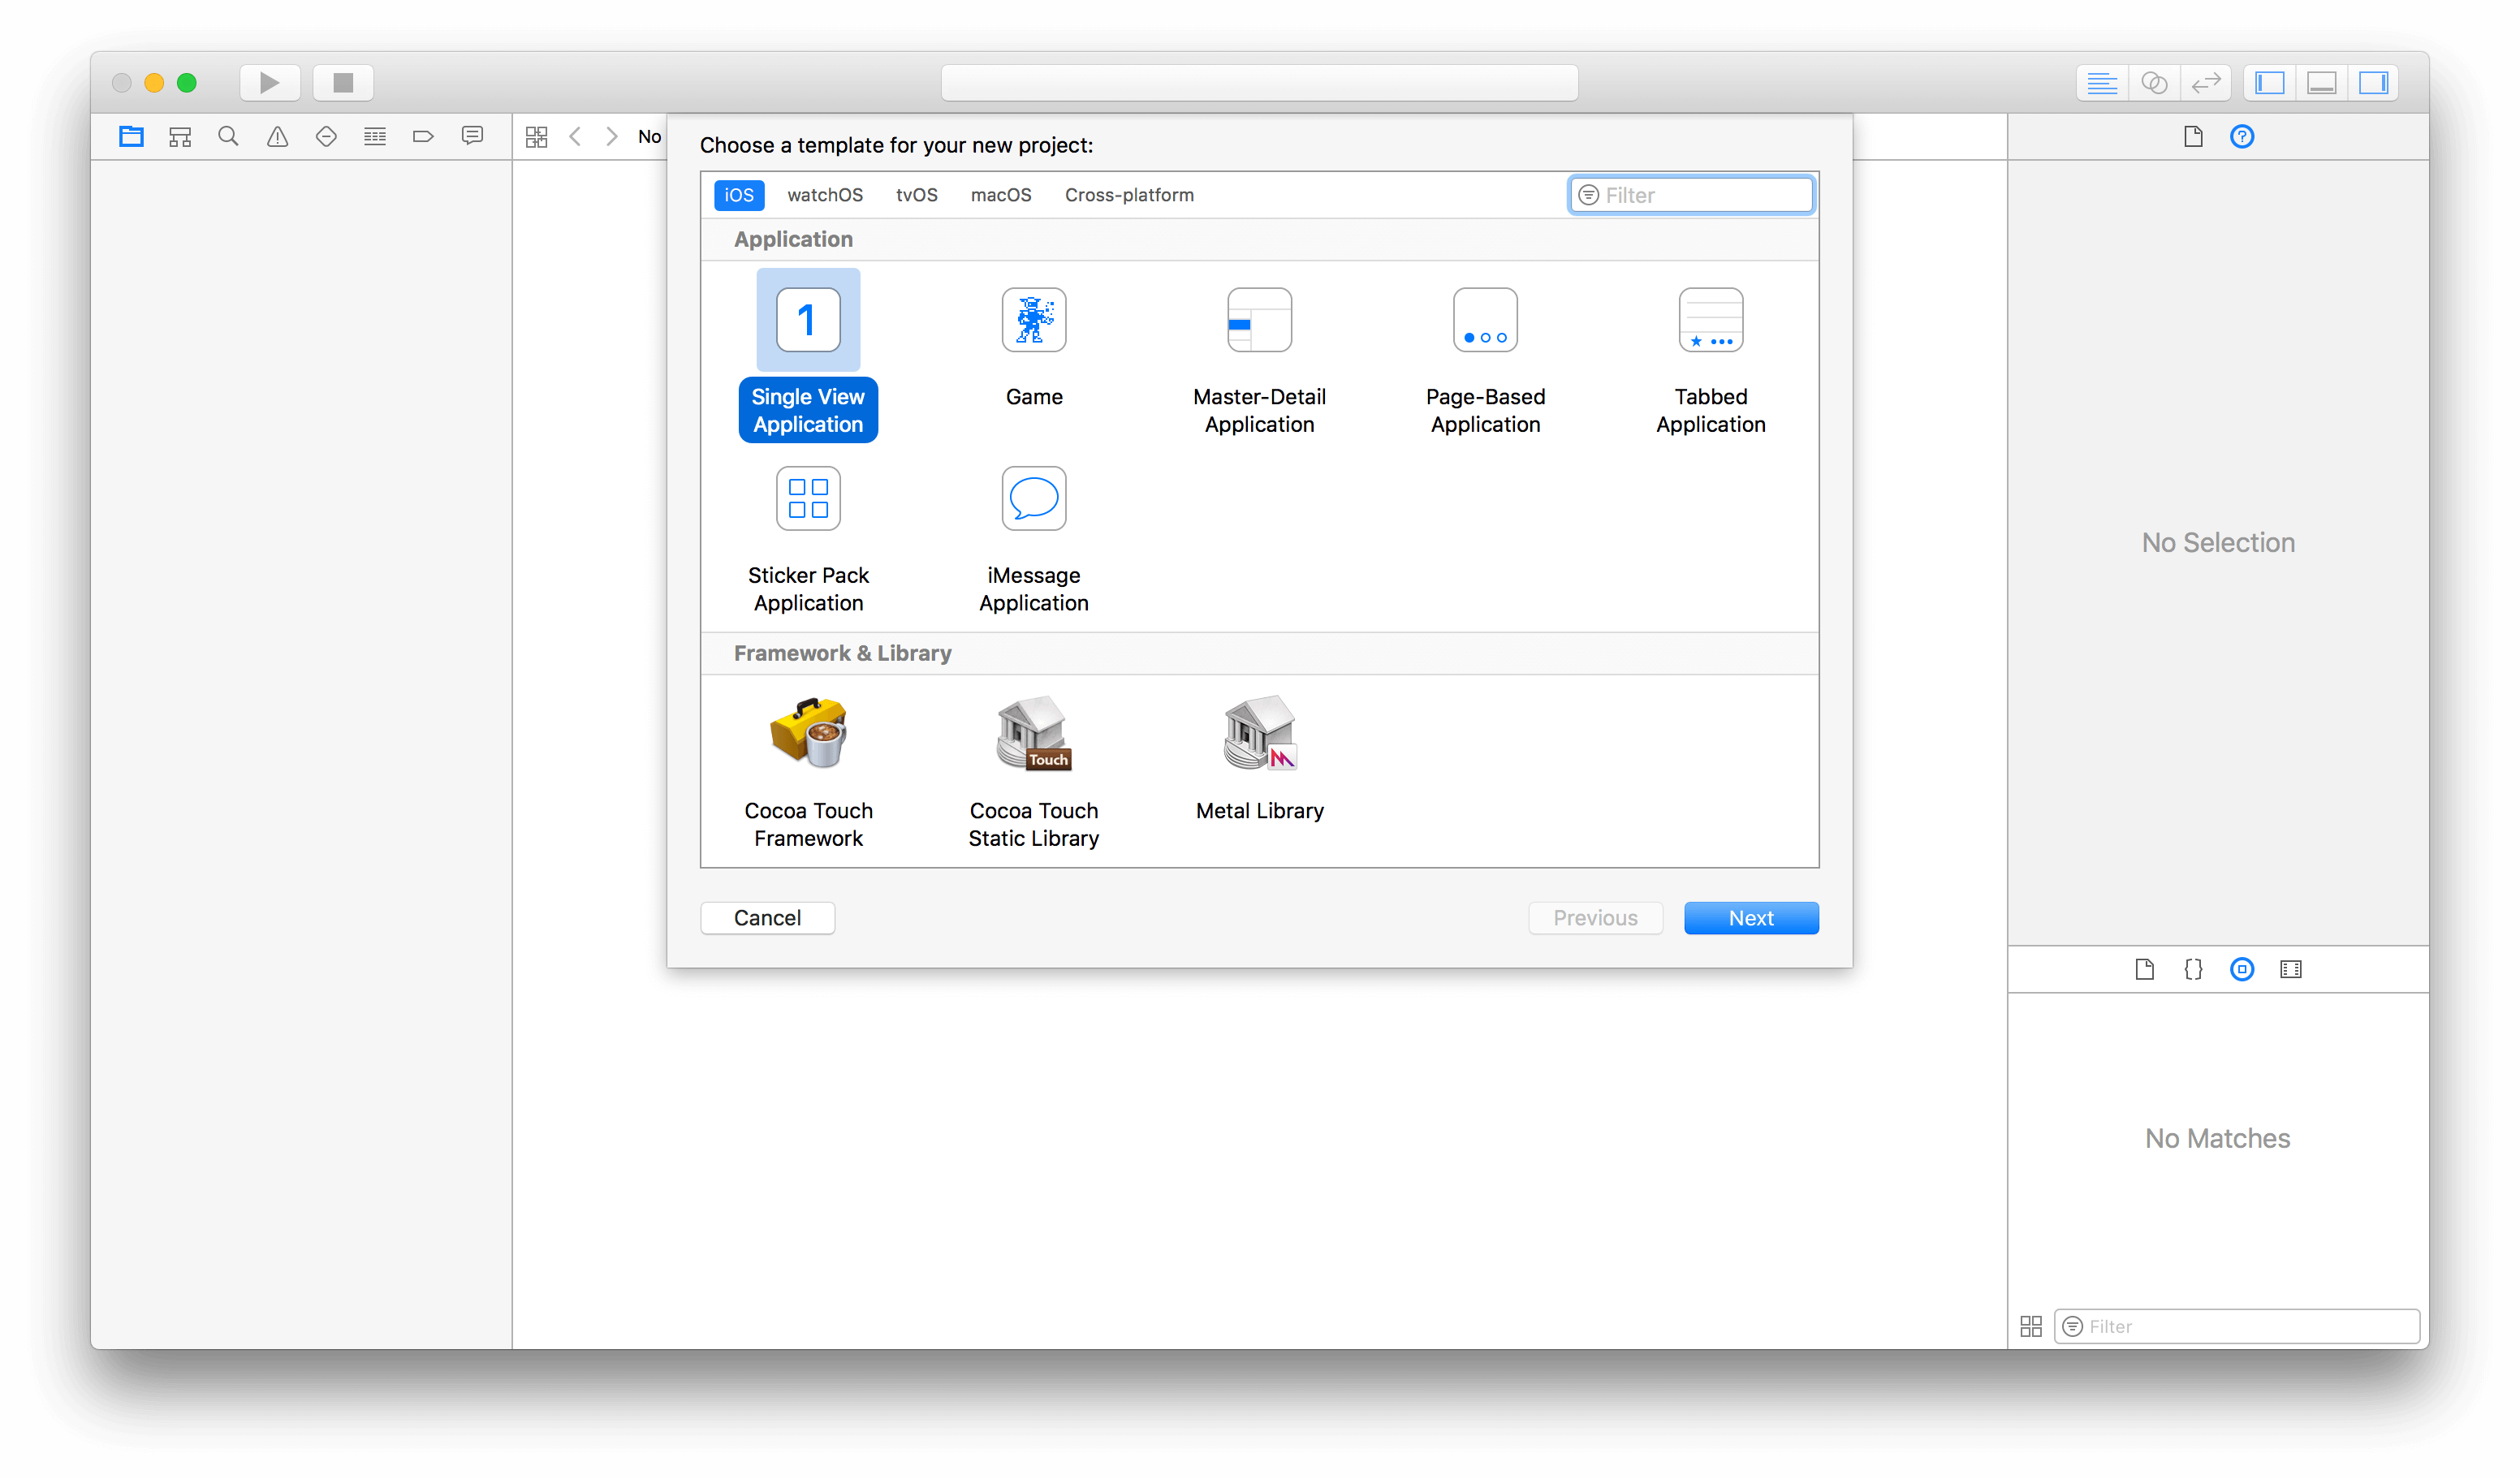 No
Choose a template for your new project:
iOS watchOS tvOS macOS Cross-platform
Filter
Application
1
Single View
Application
Game
Master-Detail
Application
Page-Based
Application
Tabbed
Application
Sticker Pack
Application
iMessage
Application
Framework & Library
Touch
Cocoa Touch
Framework
Cocoa Touch
Static Library
Metal Library
Cancel
Previous
Next
?
No Selection
{}
No Matches
Filter